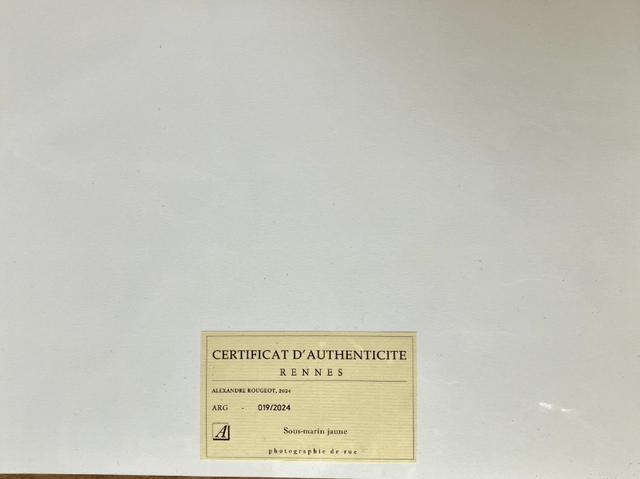 CERTIFICAT D'AUTHENTICITE
RENNES
ALEXANDRE ROUGEOT, 2024
ARG - 019/2024
A
Sous-marin jaune
photographie de rue